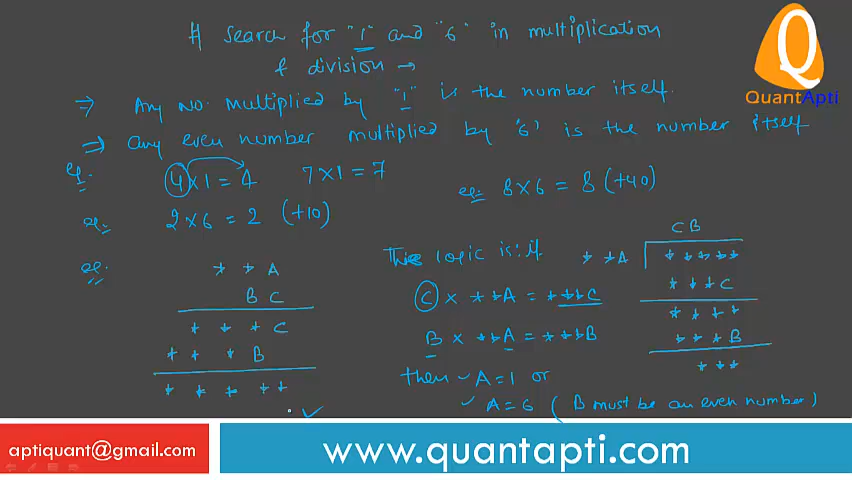 # Search for "1" and "6" in multiplication
& division →
⇒ Any No. multiplied by "1" is the number itself.
⇒ any even number multiplied by '6' is the number itself
eg. 4 × 1 = 4 7 × 1 = 7
eg. 8 × 6 = 8 (+40)
eg. 2 × 6 = 2 (+10)
eg.
* * A
B C
* * * C
* * * B
* * * * *
This logic is: if
C × * * A = * * * C
B × * * A = * * * B
then A = 1 or
A = 6 ( B must be an even number )
C B
* * A * * * * *
* * * C
* * * *
* * * B
* * *
QuantApti
aptiquant@gmail.com
www.quantapti.com